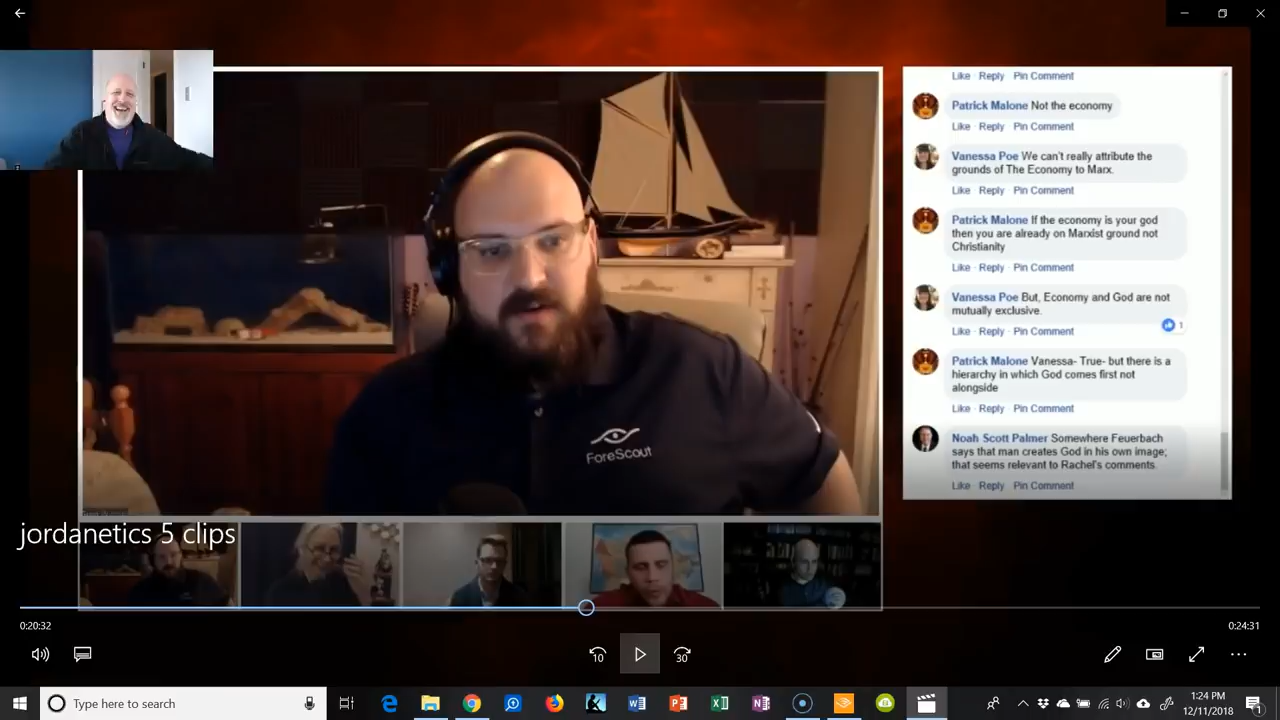 Like · Reply · Pin Comment
Patrick Malone Not the economy
Like · Reply · Pin Comment
Vanessa Poe We can't really attribute the
grounds of The Economy to Marx.
Like · Reply · Pin Comment
Patrick Malone If the economy is your god
then you are already on Marxist ground not
Christianity
Like · Reply · Pin Comment
Vanessa Poe But, Economy and God are not
mutually exclusive.
1
Like · Reply · Pin Comment
Patrick Malone Vanessa- True- but there is a
hierarchy in which God comes first not
alongside
Like · Reply · Pin Comment
Noah Scott Palmer Somewhere Feuerbach
says that man creates God in his own image;
that seems relevant to Rachel's comments.
Like · Reply · Pin Comment
ForeScout
jordanetics 5 clips
0:20:32
0:24:31
10
30
Type here to search
1:24 PM
12/11/2018